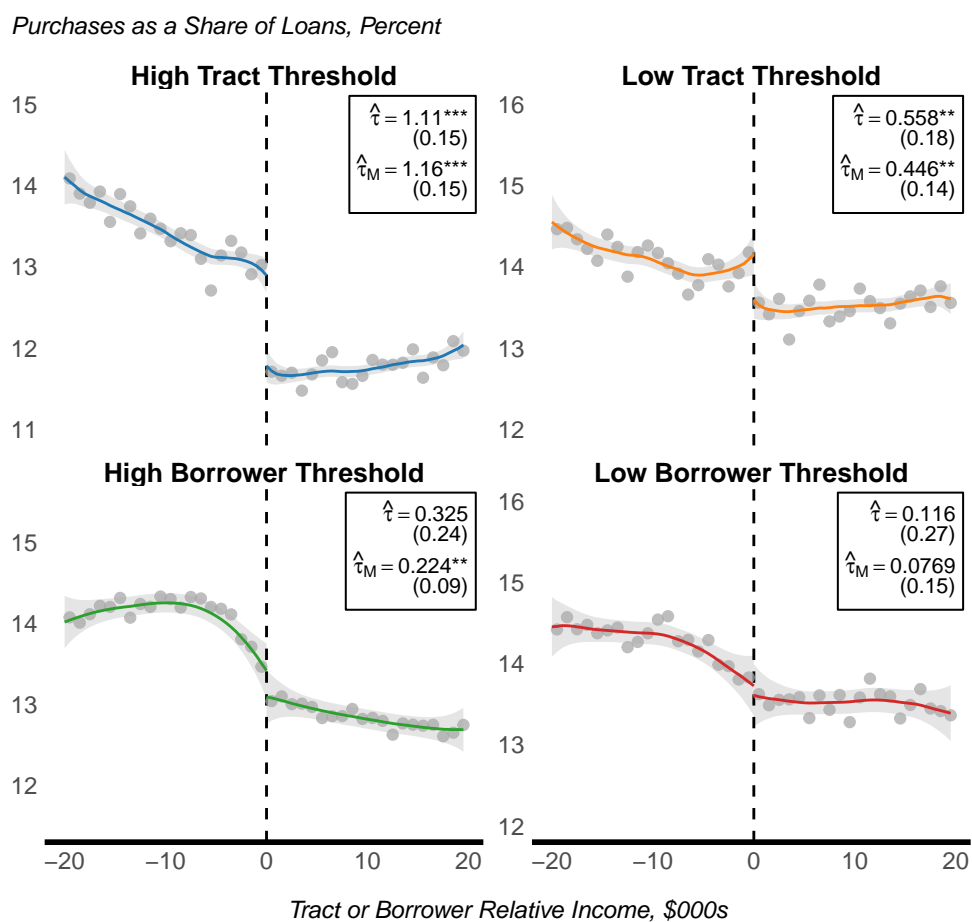 Purchases as a Share of Loans, Percent
High Tract Threshold
15
14
13
12
11
τ̂ = 1.11***
(0.15)
τ̂M = 1.16***
(0.15)
Low Tract Threshold
16
15
14
13
12
τ̂ = 0.558**
(0.18)
τ̂M = 0.446**
(0.14)
High Borrower Threshold
15
14
13
12
τ̂ = 0.325
(0.24)
τ̂M = 0.224**
(0.09)
−20 −10 0 10 20
Low Borrower Threshold
16
15
14
13
12
τ̂ = 0.116
(0.27)
τ̂M = 0.0769
(0.15)
−20 −10 0 10 20
Tract or Borrower Relative Income, $000s